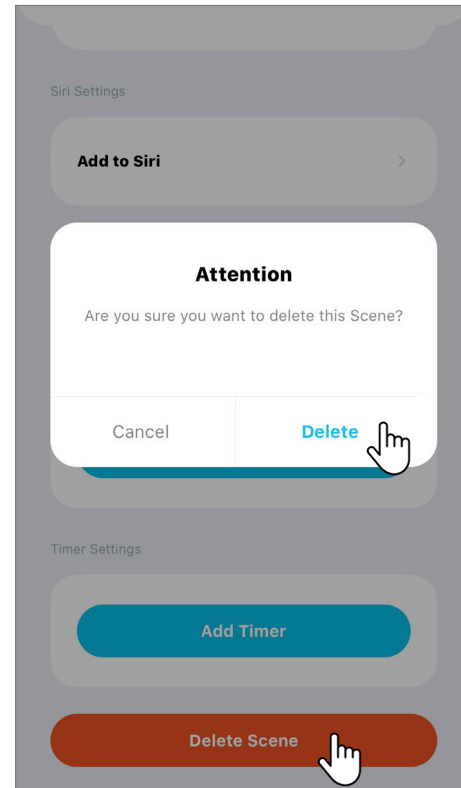 Siri Settings
Add to Siri
Attention
Are you sure you want to delete this Scene?
Cancel
Delete
Timer Settings
Add Timer
Delete Scene